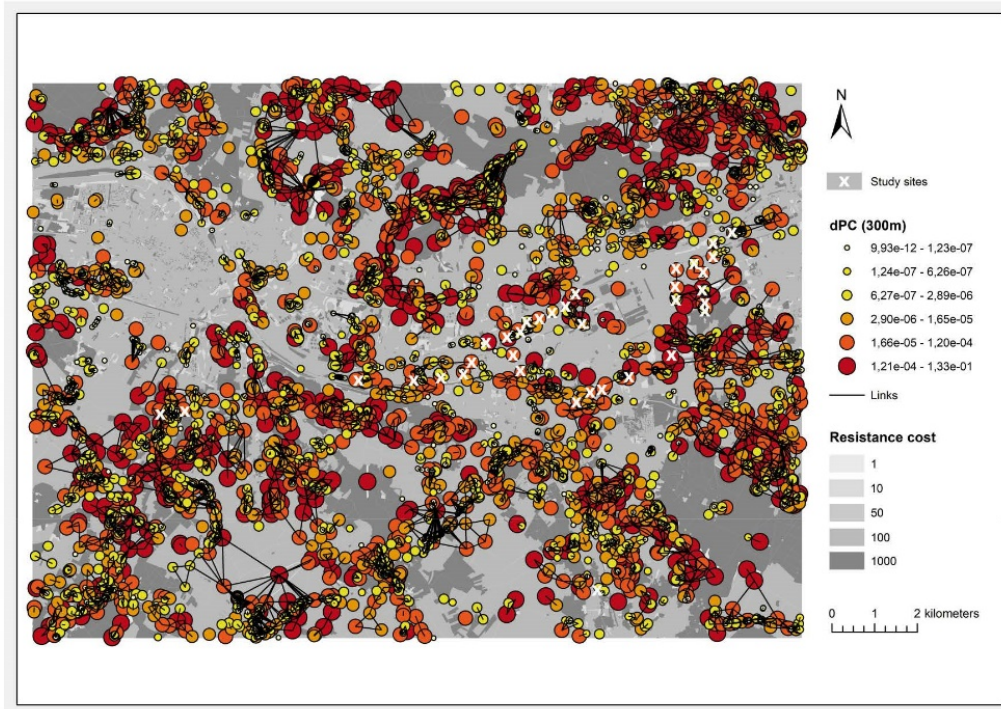 N
X Study sites
dPC (300m)
9,93e-12 - 1,23e-07
1,24e-07 - 6,26e-07
6,27e-07 - 2,89e-06
2,90e-06 - 1,65e-05
1,66e-05 - 1,20e-04
1,21e-04 - 1,33e-01
Links
Resistance cost
1
10
50
100
1000
0 1 2 kilometers